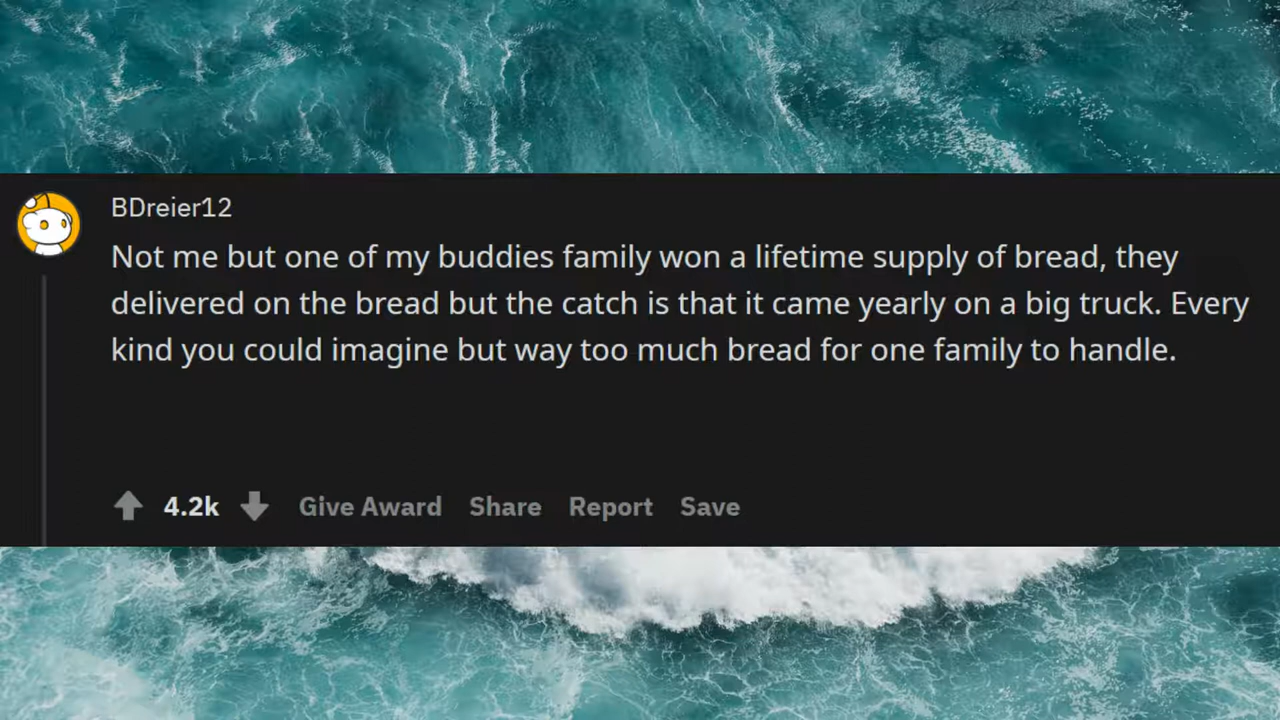 BDreier12
Not me but one of my buddies family won a lifetime supply of bread, they
delivered on the bread but the catch is that it came yearly on a big truck. Every
kind you could imagine but way too much bread for one family to handle.
4.2k Give Award Share Report Save